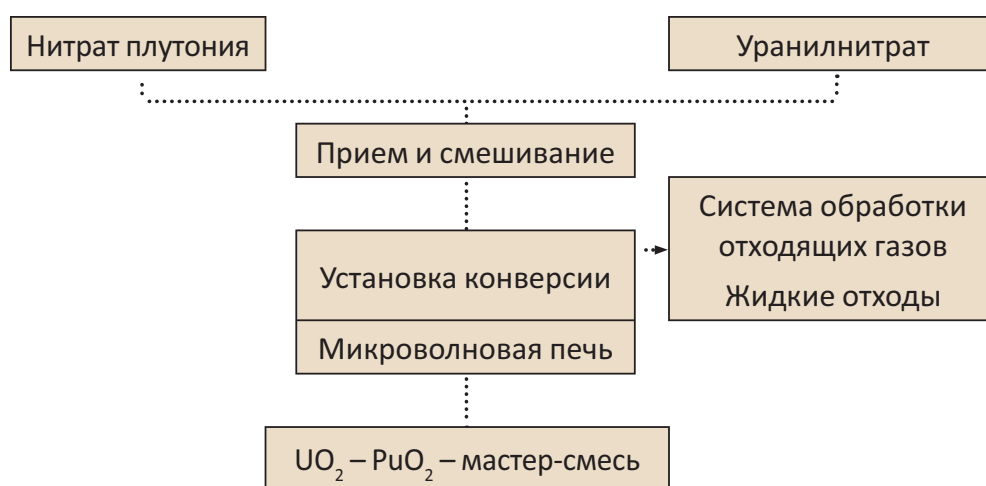 Нитрат плутония
Уранилнитрат
Прием и смешивание
Система обработки
отходящих газов
Жидкие отходы
Установка конверсии
Микроволновая печь
UO₂ – PuO₂ – мастер-смесь